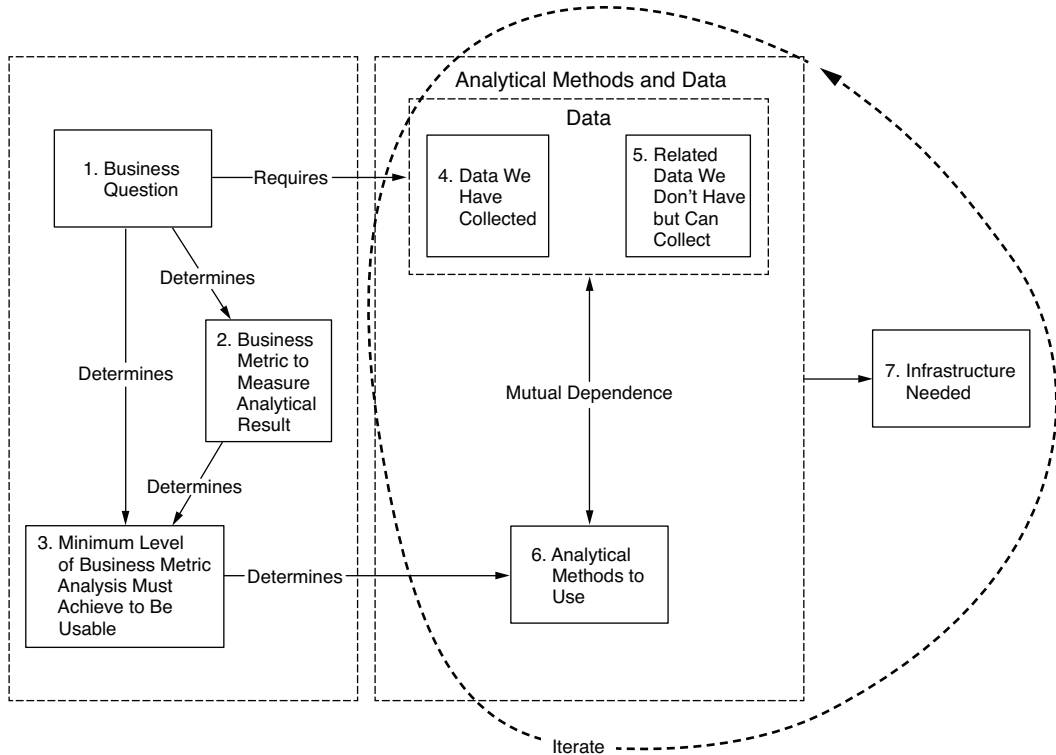 Analytical Methods and Data
Data
1. Business
Question
Requires
4. Data We
Have
Collected
5. Related
Data We
Don't Have
but Can
Collect
Determines
2. Business
Metric to
Measure
Analytical
Result
Determines
Mutual Dependence
7. Infrastructure
Needed
Determines
3. Minimum Level
of Business Metric
Analysis Must
Achieve to Be
Usable
Determines
6. Analytical
Methods to
Use
Iterate